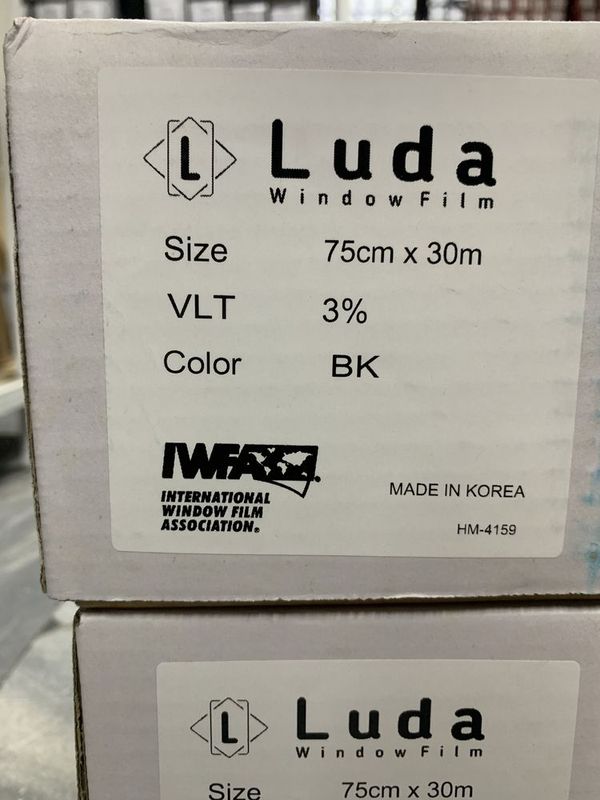 L Luda
Window Film
Size 75cm x 30m
VLT 3%
Color BK
IWFA
INTERNATIONAL
WINDOW FILM
ASSOCIATION®
MADE IN KOREA
HM-4159
L Luda
Window Film
Size 75cm x 30m